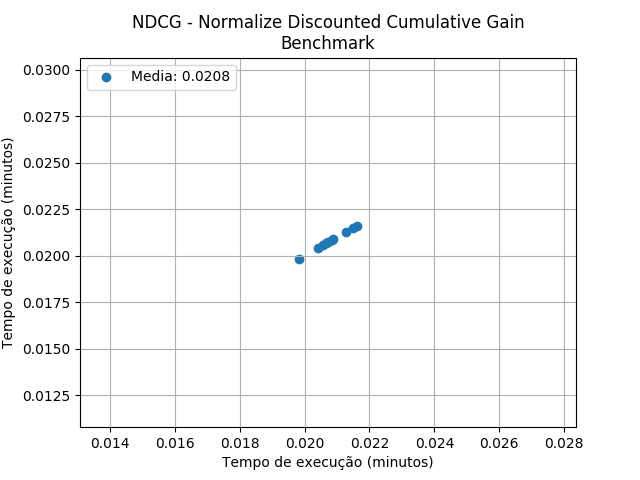 NDCG - Normalize Discounted Cumulative Gain
Benchmark
Media: 0.0208
Tempo de execução (minutos)
0.0300
0.0275
0.0250
0.0225
0.0200
0.0175
0.0150
0.0125
0.014 0.016 0.018 0.020 0.022 0.024 0.026 0.028
Tempo de execução (minutos)